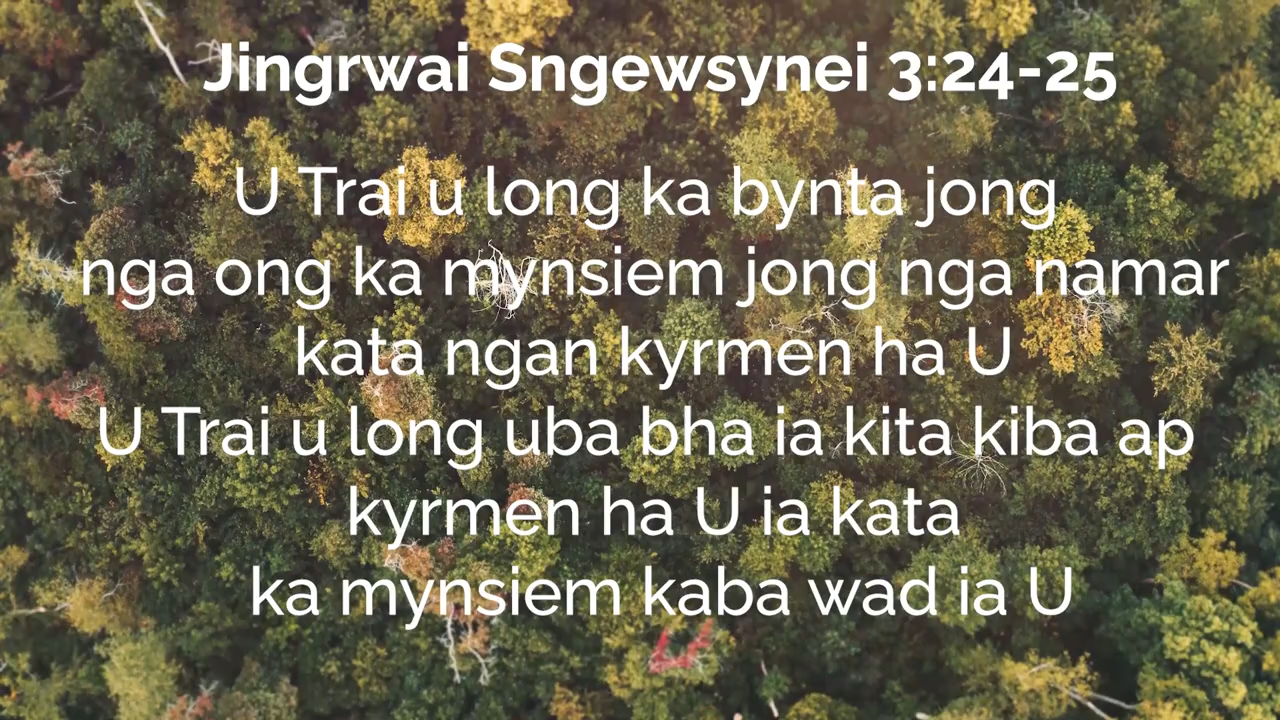 Jingrwai Sngewsynei 3:24-25
U Trai u long ka bynta jong
nga ong ka mynsiem jong nga namar
kata ngan kyrmen ha U
U Trai u long uba bha ia kita kiba ap
kyrmen ha U ia kata
ka mynsiem kaba wad ia U